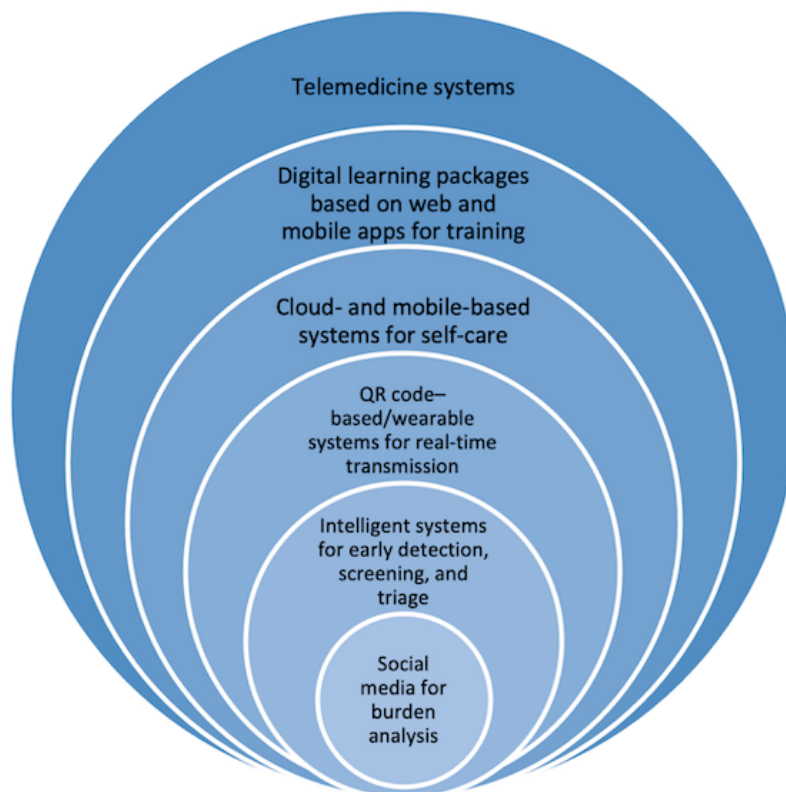 Telemedicine systems
Digital learning packages
based on web and
mobile apps for training
Cloud- and mobile-based
systems for self-care
QR code–
based/wearable
systems for real-time
transmission
Intelligent systems
for early detection,
screening, and
triage
Social
media for
burden
analysis